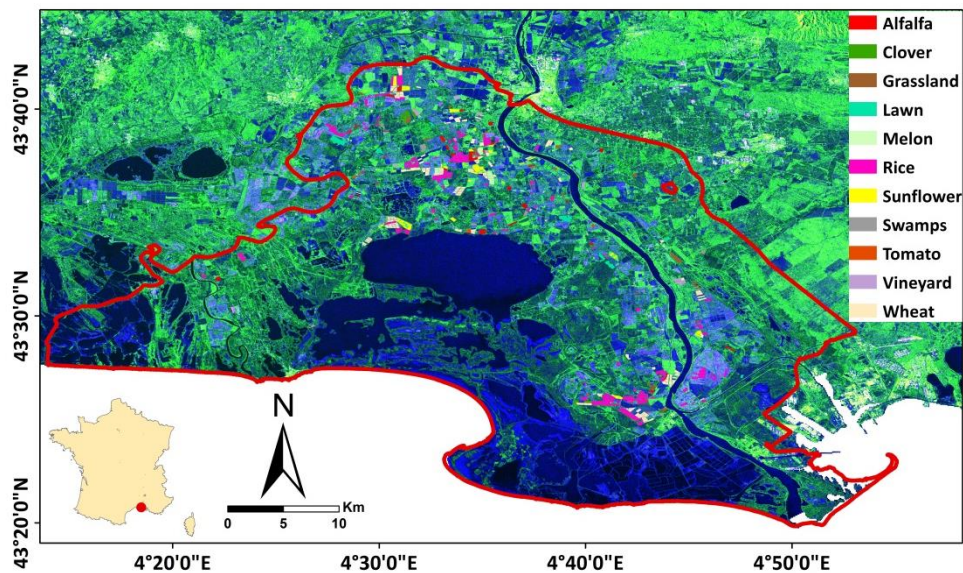 Alfalfa
Clover
Grassland
Lawn
Melon
Rice
Sunflower
Swamps
Tomato
Vineyard
Wheat
43°40'0"N
43°30'0"N
43°20'0"N
N
Km
0 5 10
4°20'0"E 4°30'0"E 4°40'0"E 4°50'0"E